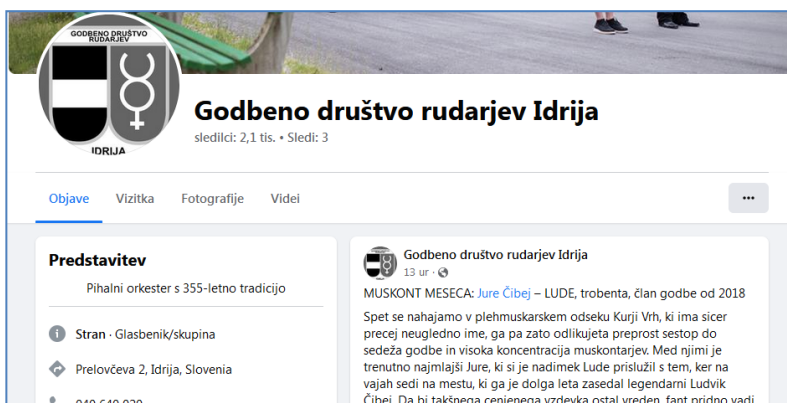 GODBENO DRUŠTVO
RUDARJEV
IDRIJA
Godbeno društvo rudarjev Idrija
sledilci: 2,1 tis. • Sledi: 3
Objave Vizitka Fotografije Videi
Predstavitev
Pihalni orkester s 355-letno tradicijo
Stran · Glasbenik/skupina
Prelovčeva 2, Idrija, Slovenia
Godbeno društvo rudarjev Idrija
13 ur ·
MUSKONT MESECA: Jure Čibej – LUDE, trobenta, član godbe od 2018
Spet se nahajamo v plehmuskarskem odseku Kurji Vrh, ki ima sicer
precej neugledno ime, ga pa zato odlikujeta preprost sestop do
sedeža godbe in visoka koncentracija muskontarjev. Med njimi je
trenutno najmlajši Jure, ki si je nadimek Lude prislužil s tem, ker na
vajah sedi na mestu, ki ga je dolga leta zasedal legendarni Ludvik
Čibej. Da bi takšnega cenjenega vzdevka ostal vreden, fant pridno vadi